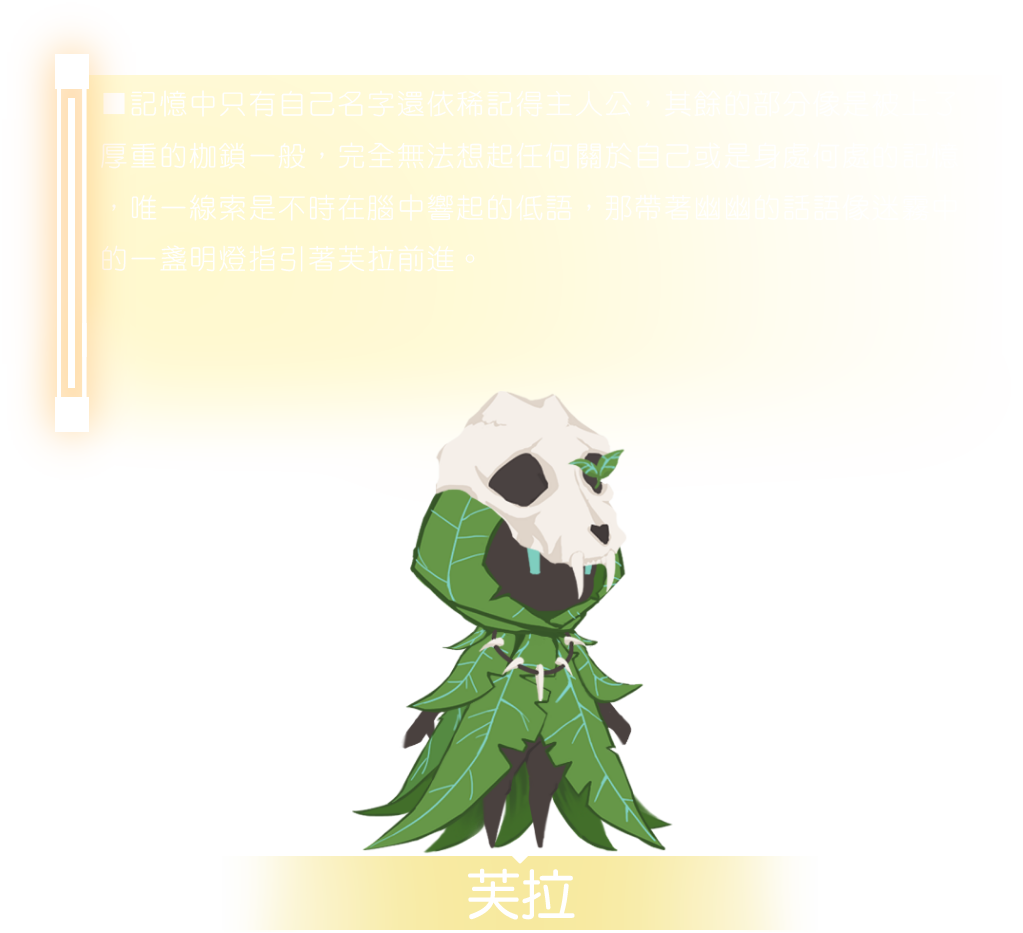 ■記憶中只有自己名字還依稀記得主人公，其餘的部分
厚重的枷鎖一般，完全無法想起任何關於自己或是身處何
，唯一線索是不時在腦中響起的低語，那帶著幽幽的話語
的一盞明燈指引著芙拉前進。
芙拉